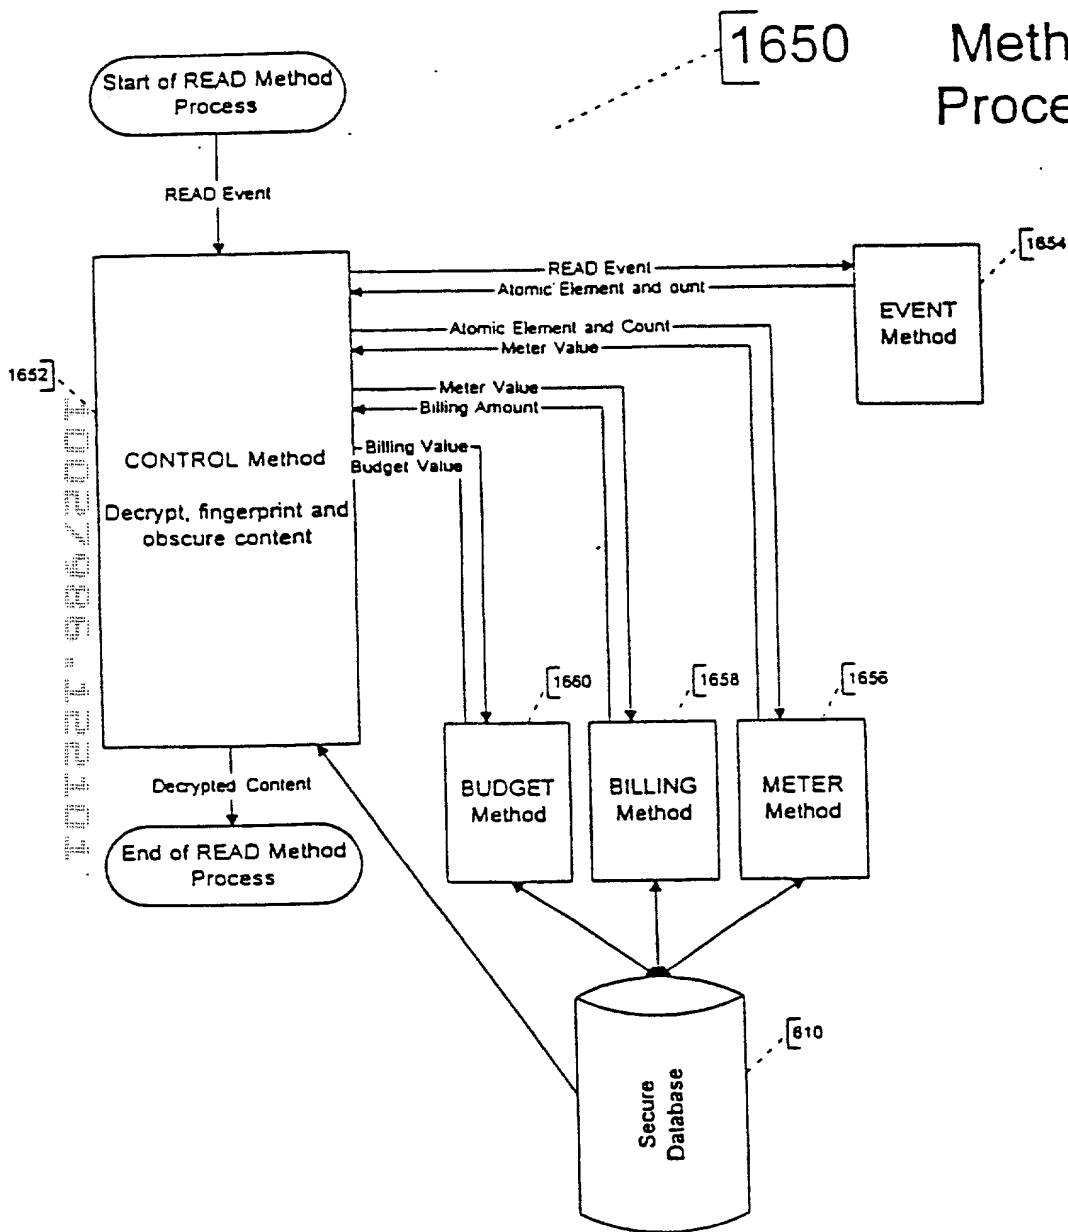 1650 Meth
Proce
Start of READ Method
Process
READ Event
1654
READ Event
Atomic Element and ount
EVENT
Method
Atomic Element and Count
Meter Value
1652
Meter Value
Billing Amount
Billing Value
Budget Value
CONTROL Method
Decrypt, fingerprint and
obscure content
10027986.122101
1660
1658
1656
BUDGET
Method
BILLING
Method
METER
Method
Decrypted Content
End of READ Method
Process
610
Secure
Database